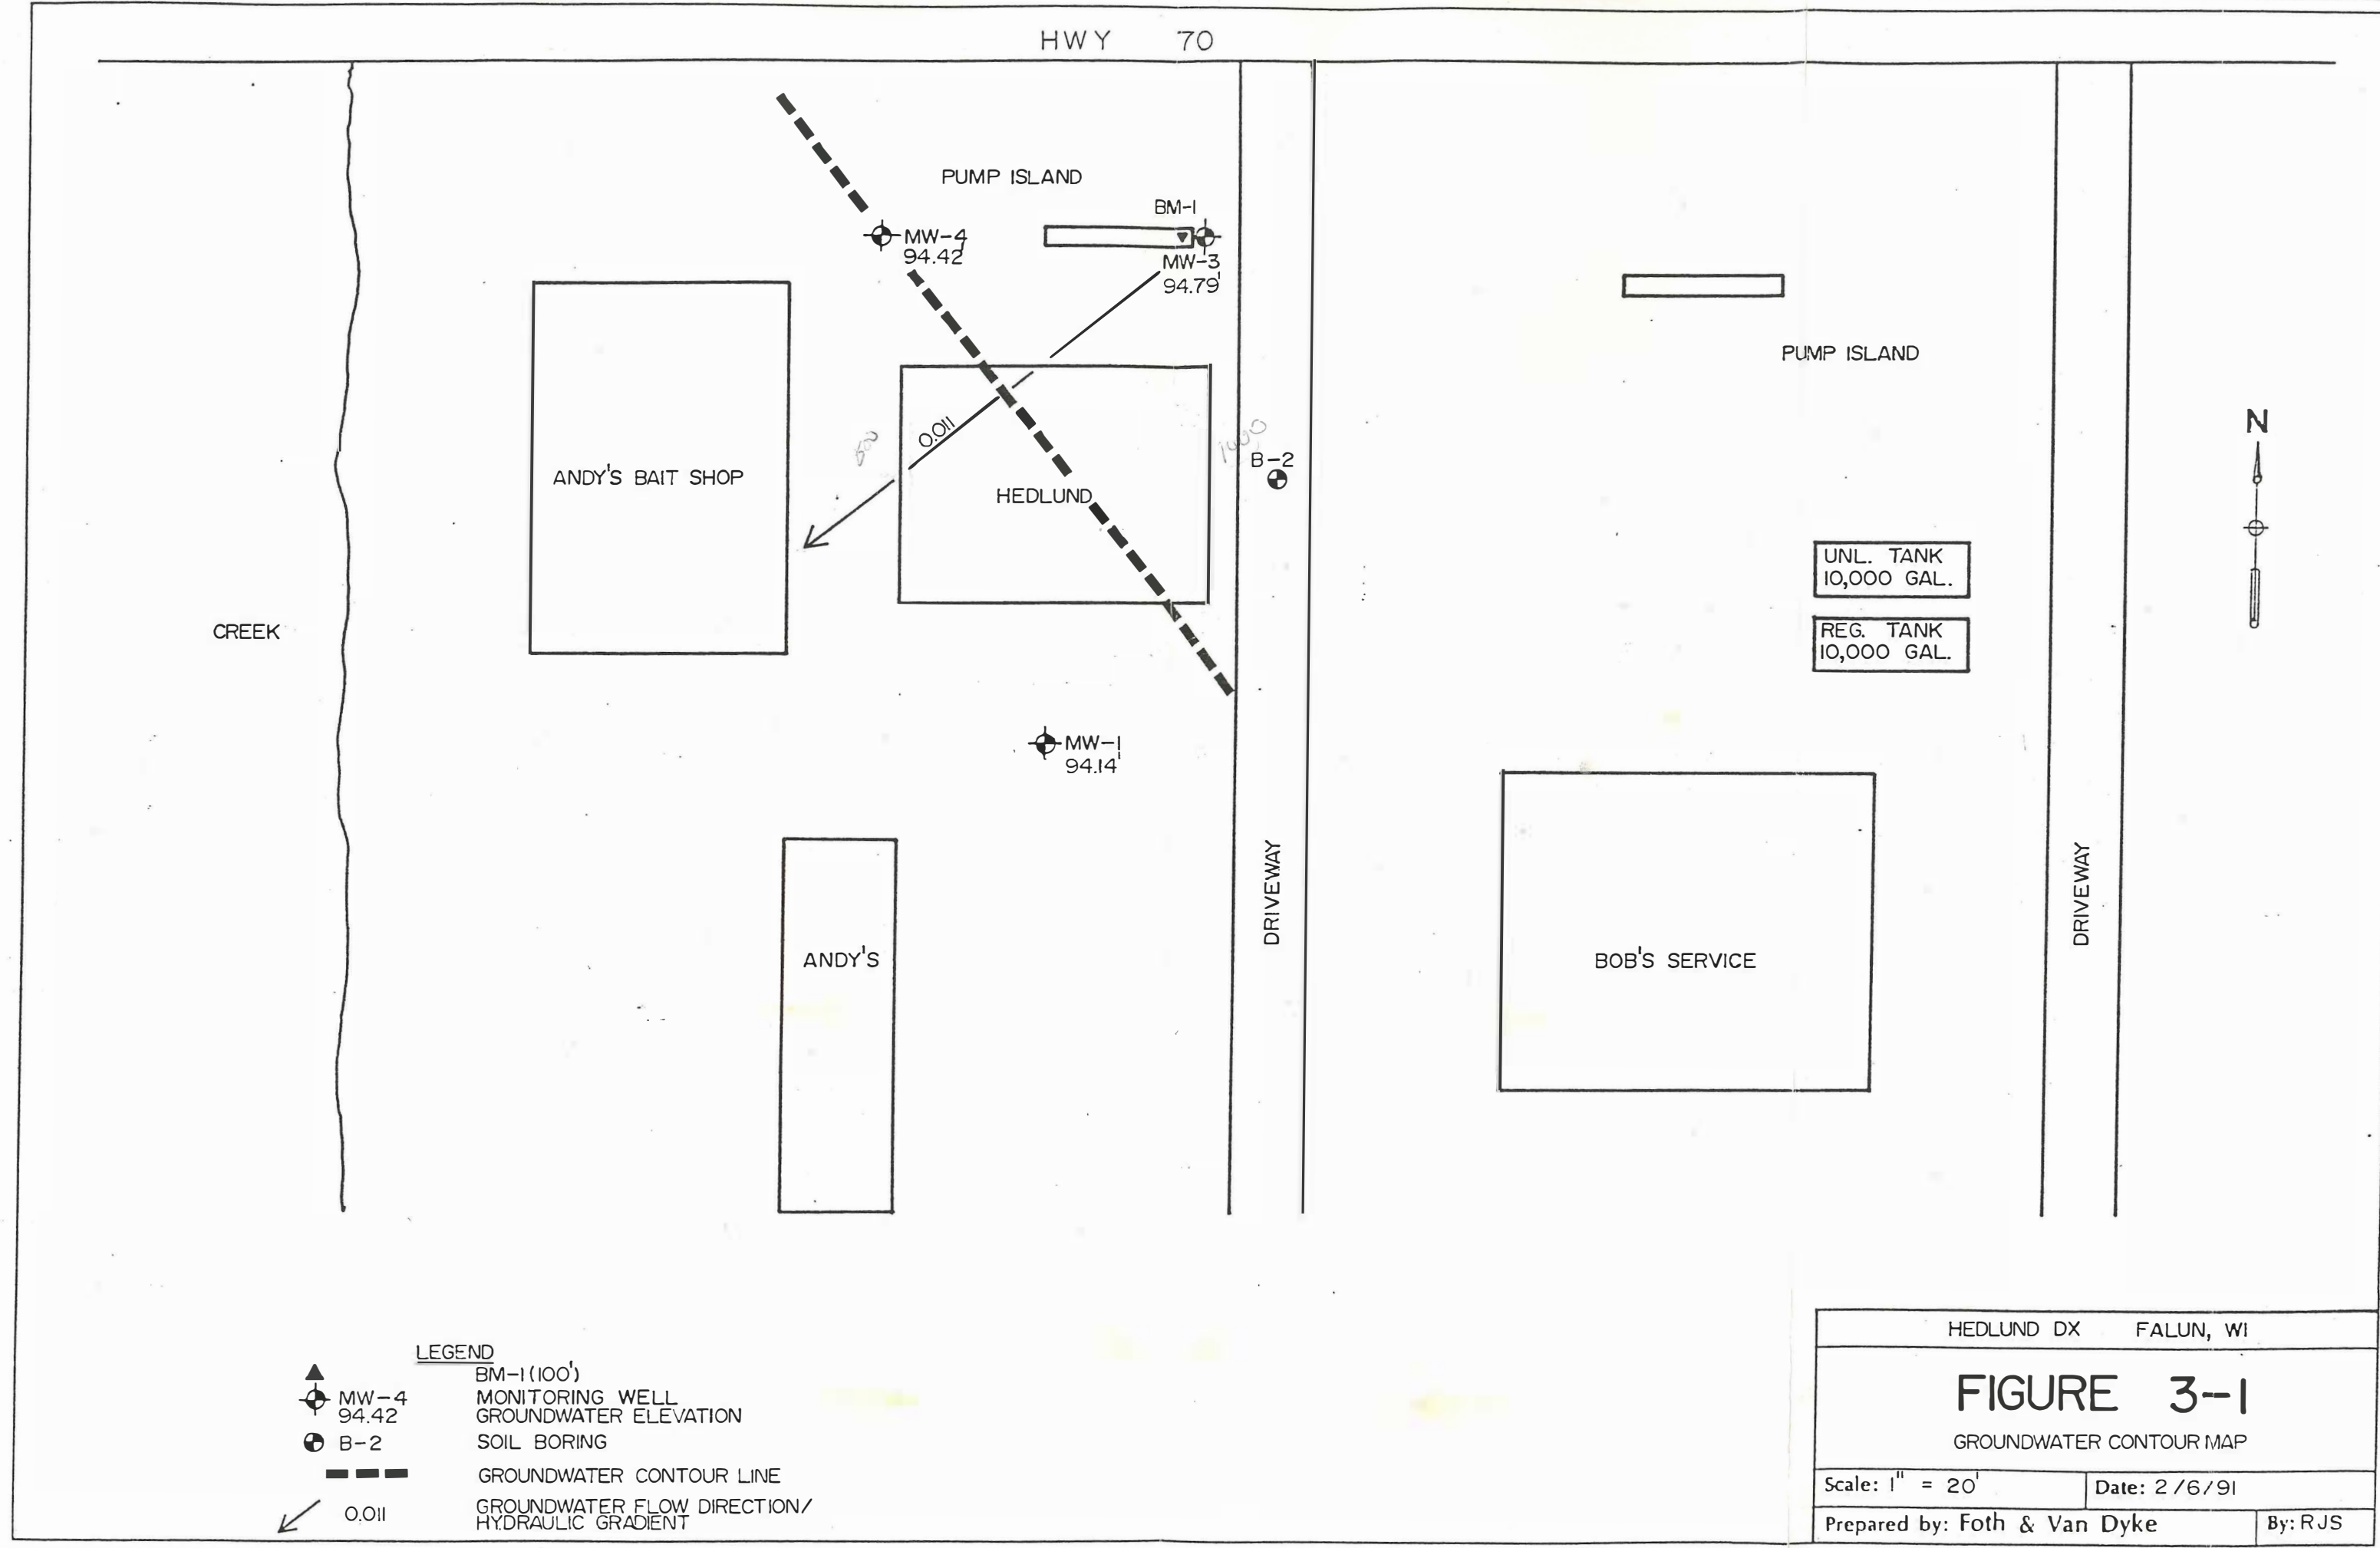 HWY 70
PUMP ISLAND
BM-1
MW-4
94.42'
MW-3
94.79'
PUMP ISLAND
0.011
ANDY'S BAIT SHOP
HEDLUND
B-2
N
UNL. TANK
10,000 GAL.
REG. TANK
10,000 GAL.
CREEK
MW-1
94.14'
DRIVEWAY
DRIVEWAY
ANDY'S
BOB'S SERVICE
LEGEND
BM-1 (100')
MW-4 MONITORING WELL
94.42 GROUNDWATER ELEVATION
B-2 SOIL BORING
GROUNDWATER CONTOUR LINE
0.011 GROUNDWATER FLOW DIRECTION/
HYDRAULIC GRADIENT
HEDLUND DX FALUN, WI
FIGURE 3-1
GROUNDWATER CONTOUR MAP
Scale: 1" = 20' Date: 2/6/91
Prepared by: Foth & Van Dyke By: RJS